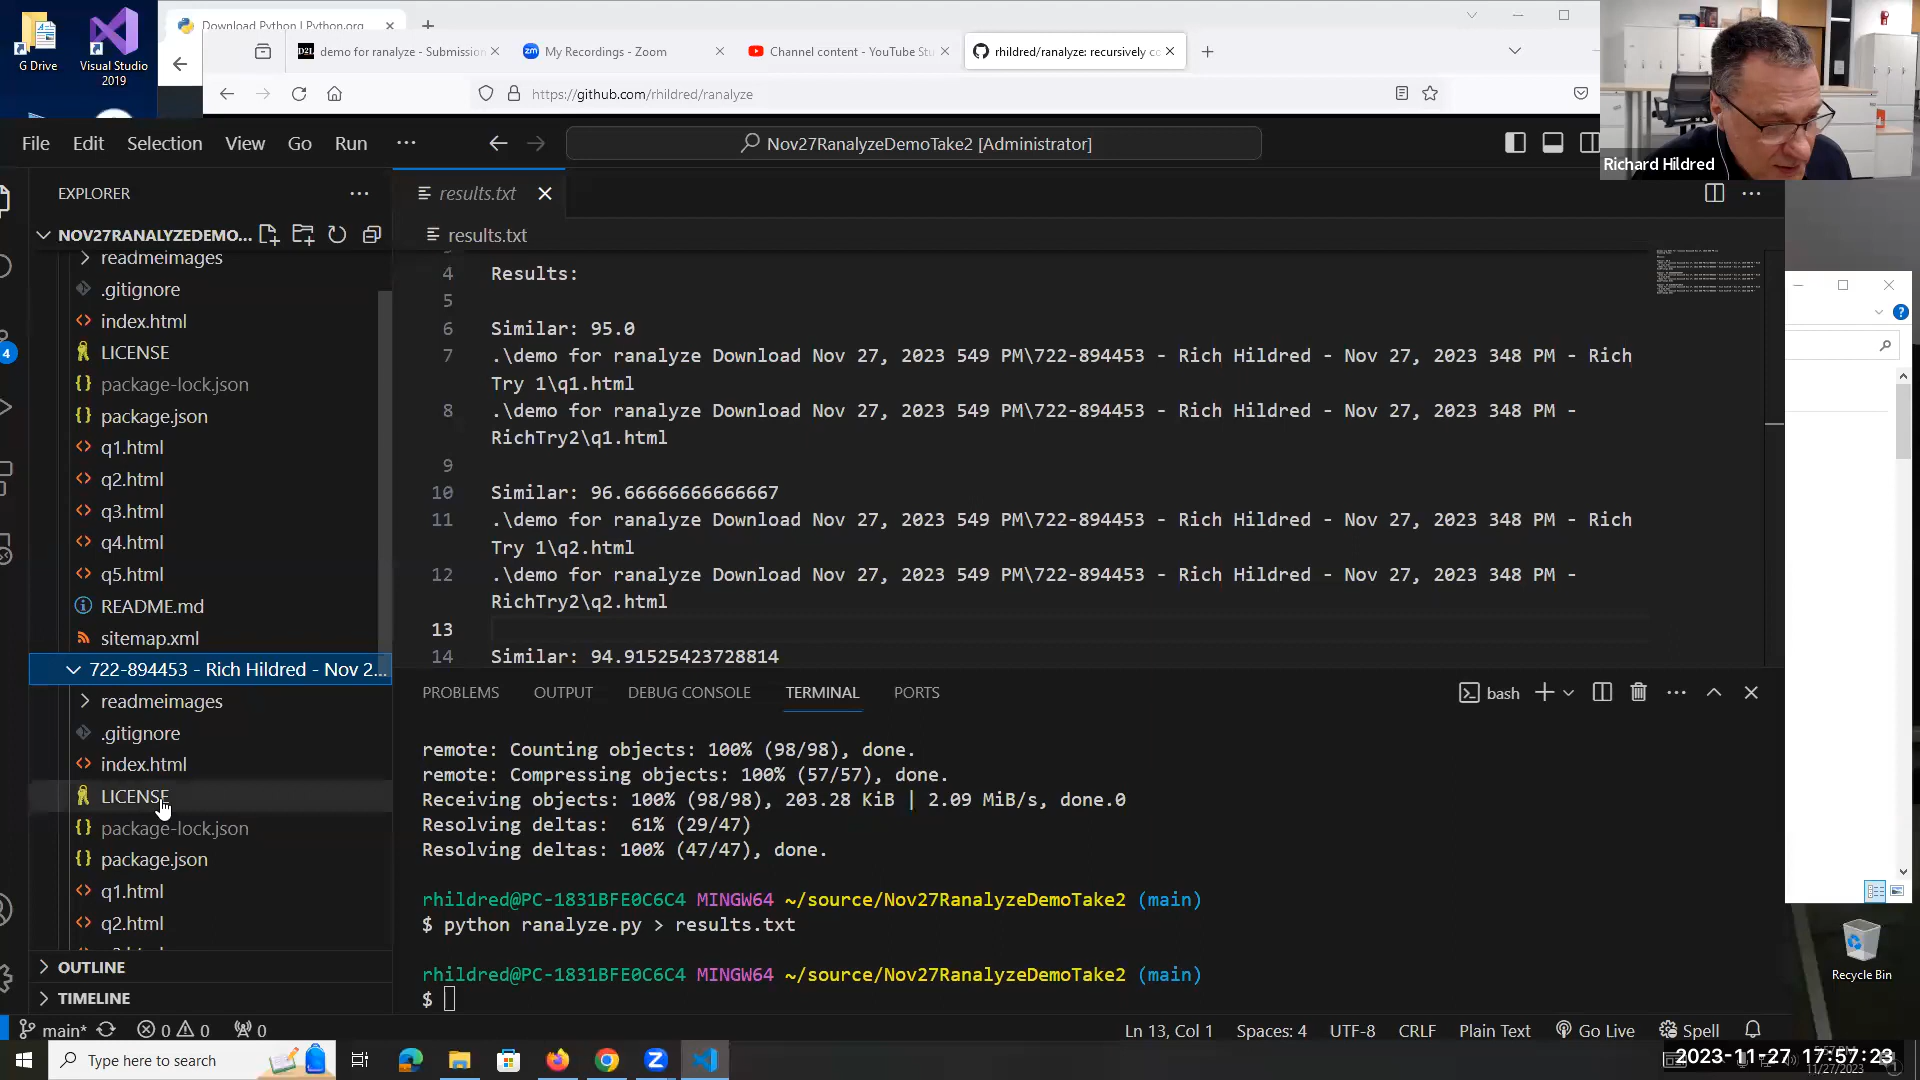 G Drive
Visual Studio
2019
Download Python | Python.org
demo for ranalyze - Submission
My Recordings - Zoom
Channel content - YouTube Stu
rhildred/ranalyze: recursively co
https://github.com/rhildred/ranalyze
File Edit Selection View Go Run
Nov27RanalyzeDemoTake2 [Administrator]
Richard Hildred
EXPLORER
NOV27RANALYZEDEMO...
readmeimages
.gitignore
index.html
LICENSE
package-lock.json
package.json
q1.html
q2.html
q3.html
q4.html
q5.html
README.md
sitemap.xml
722-894453 - Rich Hildred - Nov 2...
readmeimages
.gitignore
index.html
LICENSE
package-lock.json
package.json
q1.html
q2.html
OUTLINE
TIMELINE
results.txt
results.txt
4 Results:
5
6 Similar: 95.0
7 .\demo for ranalyze Download Nov 27, 2023 549 PM\722-894453 - Rich Hildred - Nov 27, 2023 348 PM - Rich
Try 1\q1.html
8 .\demo for ranalyze Download Nov 27, 2023 549 PM\722-894453 - Rich Hildred - Nov 27, 2023 348 PM -
RichTry2\q1.html
9
10 Similar: 96.66666666666667
11 .\demo for ranalyze Download Nov 27, 2023 549 PM\722-894453 - Rich Hildred - Nov 27, 2023 348 PM - Rich
Try 1\q2.html
12 .\demo for ranalyze Download Nov 27, 2023 549 PM\722-894453 - Rich Hildred - Nov 27, 2023 348 PM -
RichTry2\q2.html
13
14 Similar: 94.91525423728814
PROBLEMS OUTPUT DEBUG CONSOLE TERMINAL PORTS
bash
remote: Counting objects: 100% (98/98), done.
remote: Compressing objects: 100% (57/57), done.
Receiving objects: 100% (98/98), 203.28 KiB | 2.09 MiB/s, done.0
Resolving deltas:  61% (29/47)
Resolving deltas: 100% (47/47), done.
rhildred@PC-1831BFE0C6C4 MINGW64 ~/source/Nov27RanalyzeDemoTake2 (main)
$ python ranalyze.py > results.txt
rhildred@PC-1831BFE0C6C4 MINGW64 ~/source/Nov27RanalyzeDemoTake2 (main)
$
4
Recycle Bin
main* 0 0 0
Ln 13, Col 1 Spaces: 4 UTF-8 CRLF Plain Text Go Live Spell
Type here to search
2023-11-27 17:57:23
11/27/2023